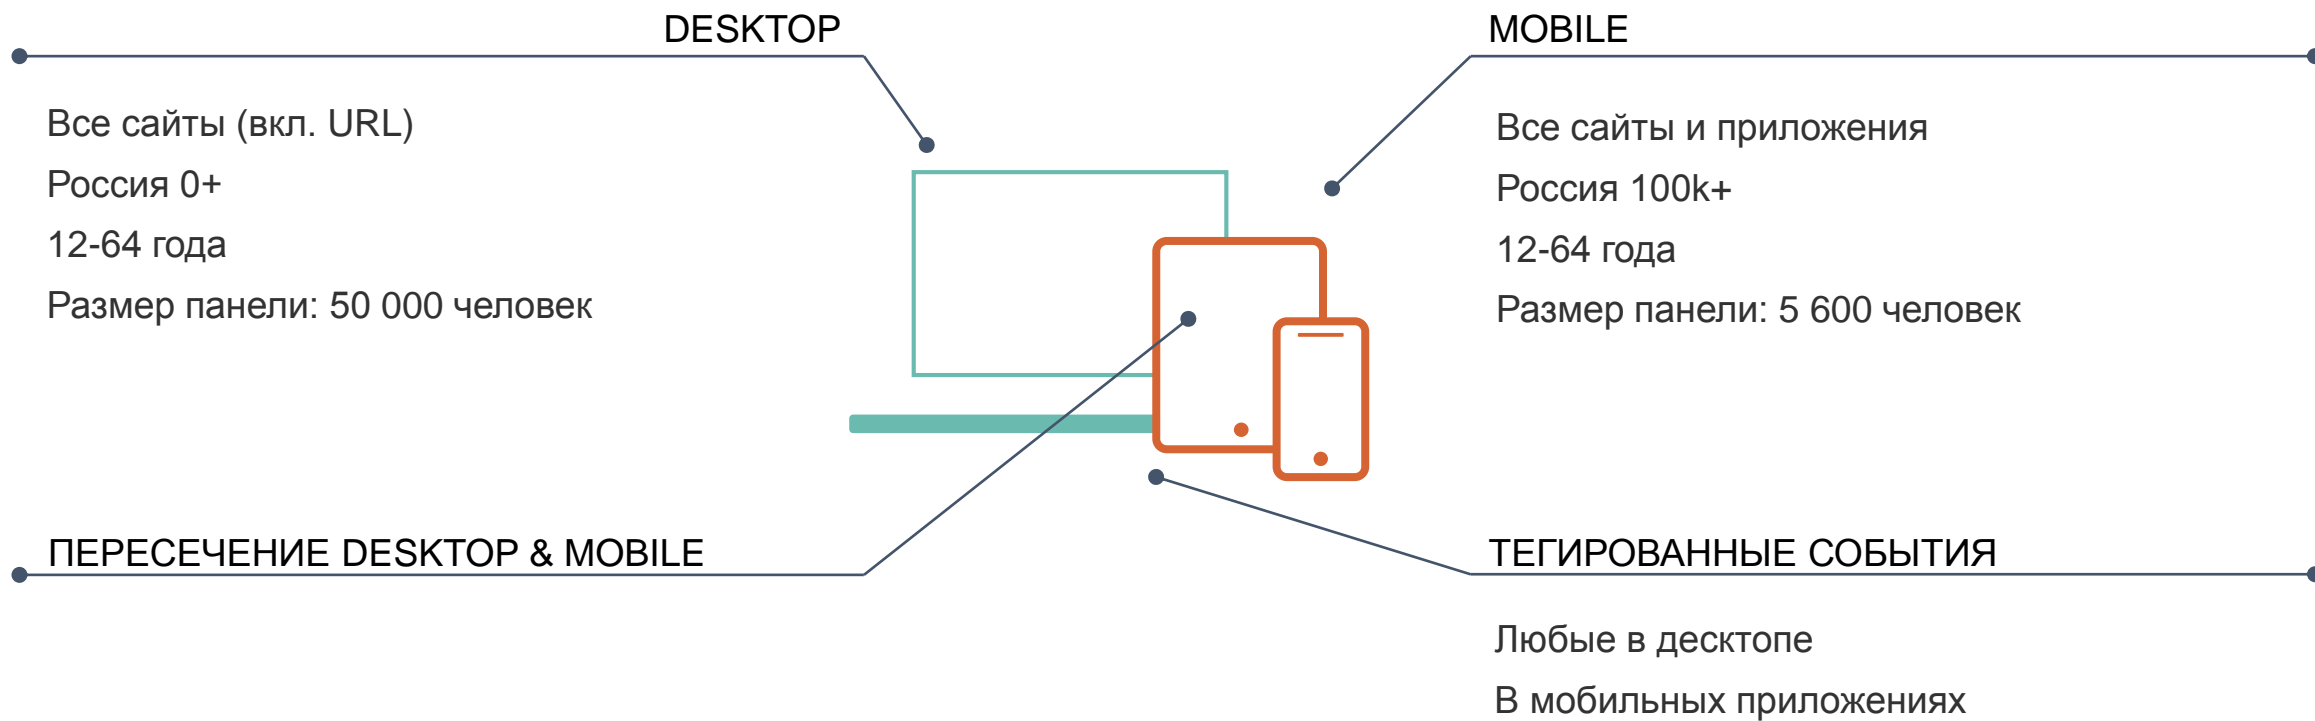 DESKTOP
Все сайты (вкл. URL)
Россия 0+
12-64 года
Размер панели: 50 000 человек
MOBILE
Все сайты и приложения
Россия 100k+
12-64 года
Размер панели: 5 600 человек
ПЕРЕСЕЧЕНИЕ DESKTOP & MOBILE
ТЕГИРОВАННЫЕ СОБЫТИЯ
Любые в десктопе
В мобильных приложениях